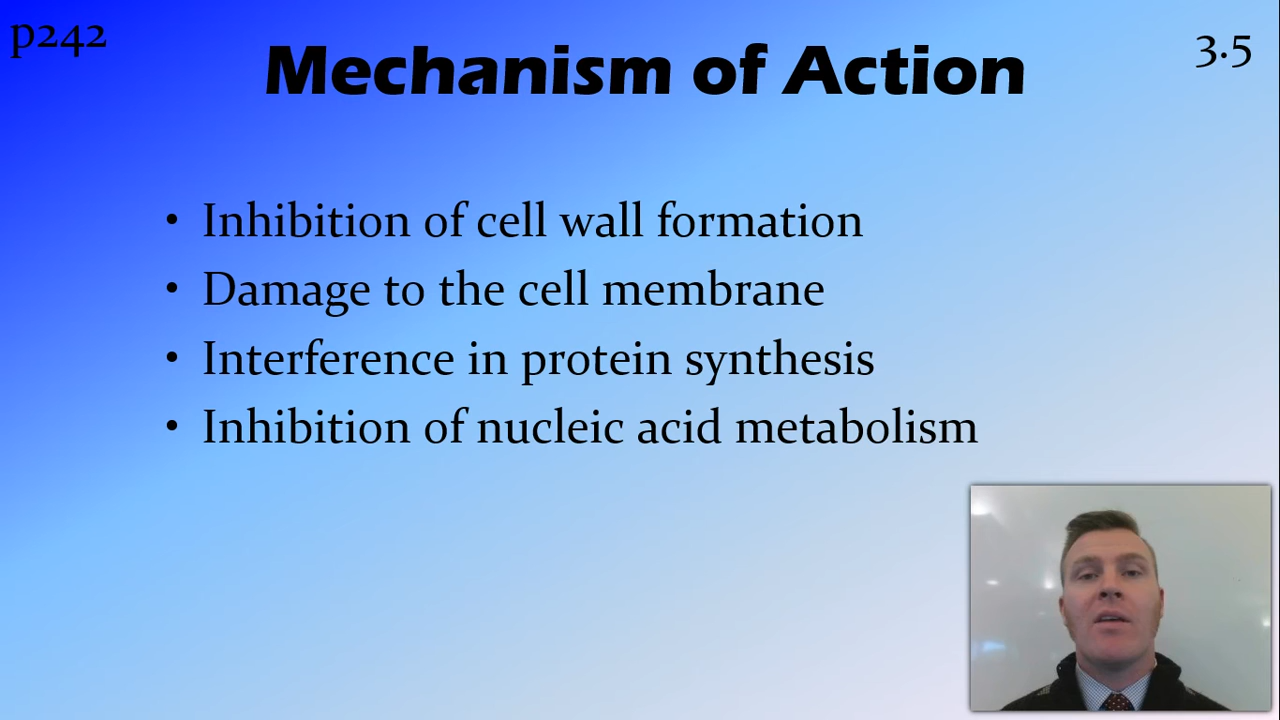 p242
Mechanism of Action
3.5
• Inhibition of cell wall formation
• Damage to the cell membrane
• Interference in protein synthesis
• Inhibition of nucleic acid metabolism